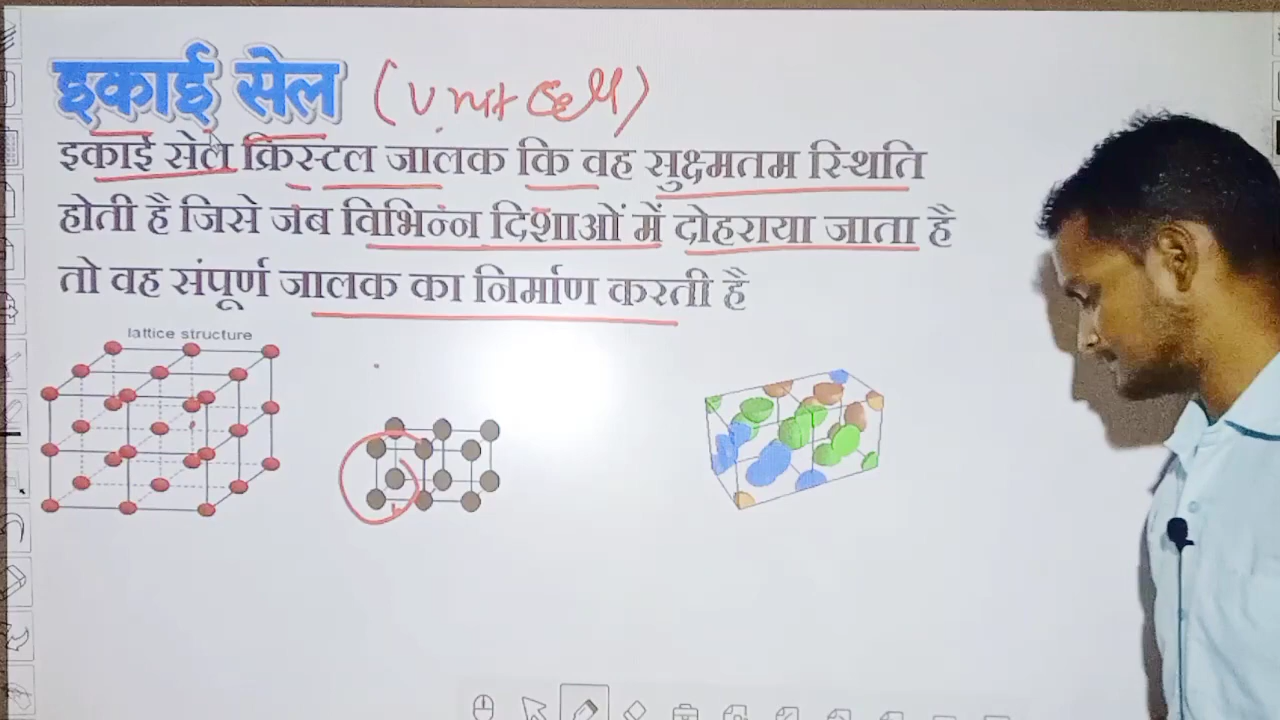 इकाई सेल (Unit Cell)
इकाई सेल क्रिस्टल जालक कि वह सुक्ष्मतम स्थिति
होती है जिसे जब विभिन्न दिशाओं में दोहराया जाता है
तो वह संपूर्ण जालक का निर्माण करती है
lattice structure